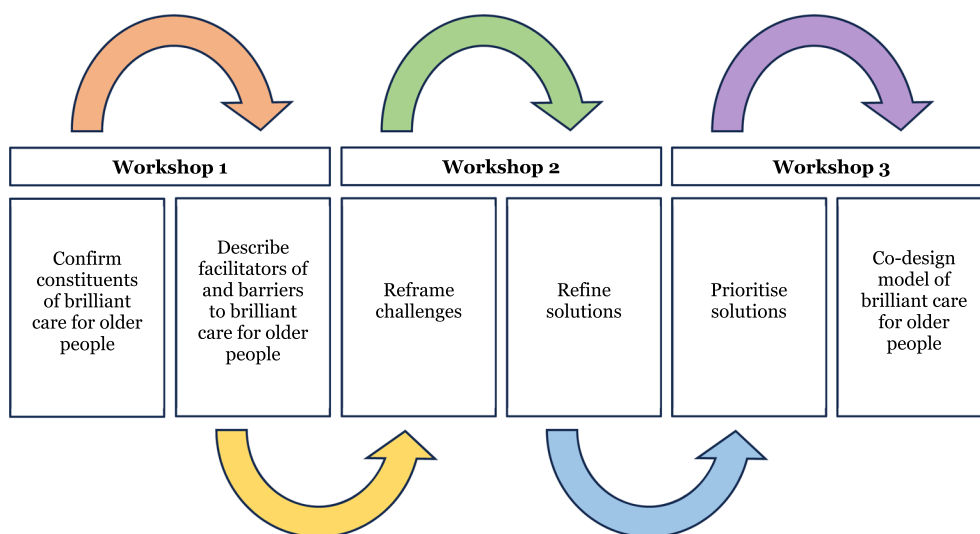 Workshop 1
Workshop 2
Workshop 3
Confirm
constituents
of brilliant
care for older
people
Describe
facilitators of
and barriers
to brilliant
care for older
people
Reframe
challenges
Refine
solutions
Prioritise
solutions
Co-design
model of
brilliant care
for older
people